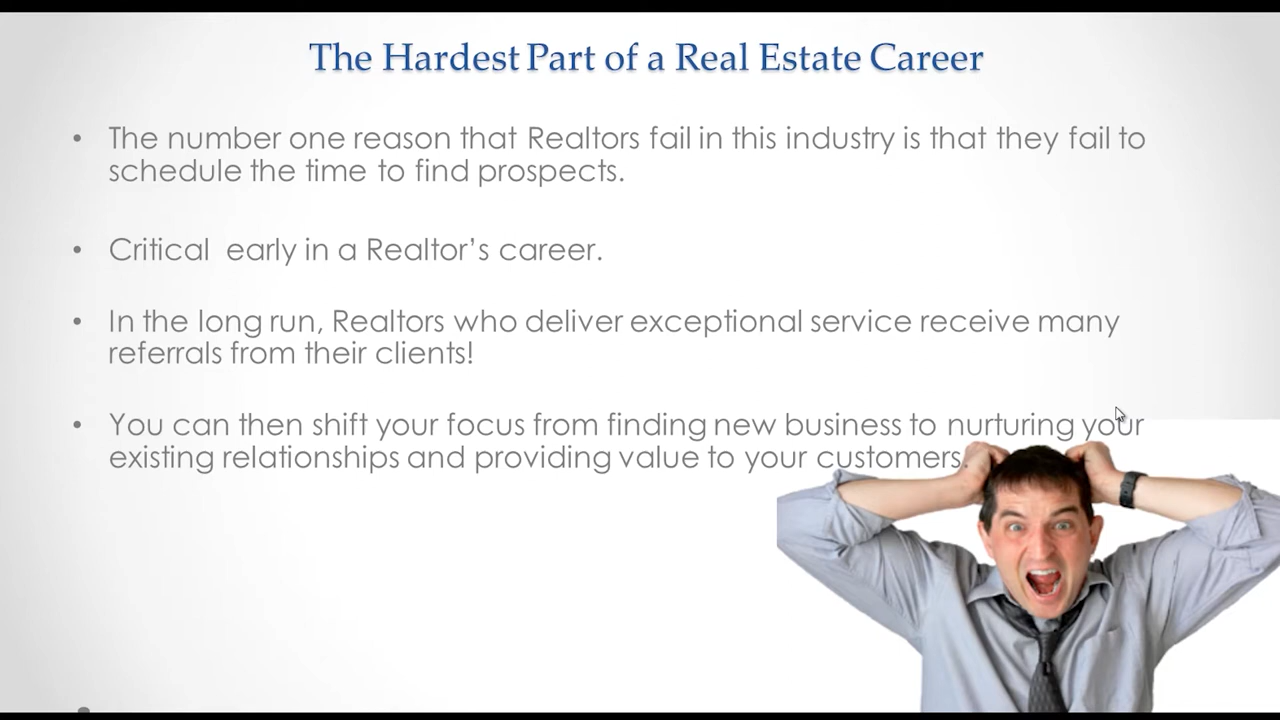 The Hardest Part of a Real Estate Career
• The number one reason that Realtors fail in this industry is that they fail to
schedule the time to find prospects.
• Critical  early in a Realtor’s career.
• In the long run, Realtors who deliver exceptional service receive many
referrals from their clients!
• You can then shift your focus from finding new business to nurturing your
existing relationships and providing value to your customers.